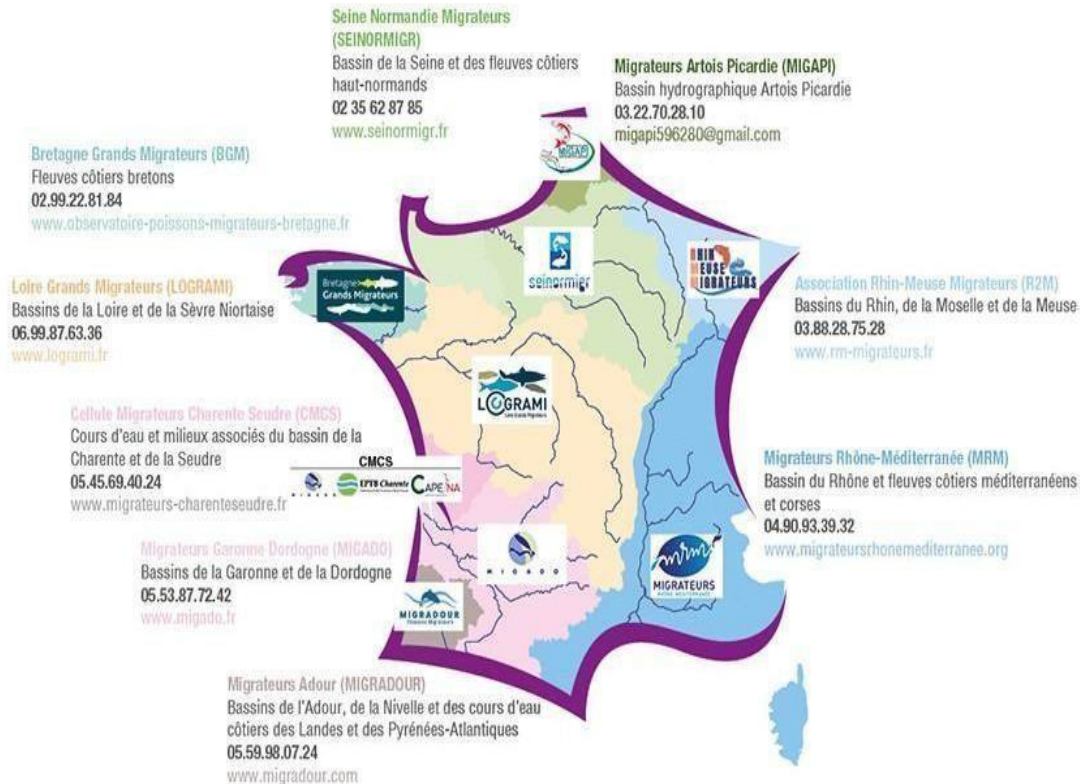 Seine Normandie Migrateurs
(SEINORMIGR)
Bassin de la Seine et des fleuves côtiers
haut-normands
02 35 62 87 85
www.seinormigr.fr
Migrateurs Artois Picardie (MIGAPI)
Bassin hydrographique Artois Picardie
03.22.70.28.10
migapi596280@gmail.com
MIGAPI
Bretagne Grands Migrateurs (BGM)
Fleuves côtiers bretons
02.99.22.81.84
www.observatoire-poissons-migrateurs-bretagne.fr
seinormigr
RHIN
MEUSE
MIGRATEURS
Bretagne
Grands Migrateurs
Loire Grands Migrateurs (LOGRAMI)
Bassins de la Loire et de la Sèvre Niortaise
06.99.87.63.36
www.logrami.fr
Association Rhin-Meuse Migrateurs (R2M)
Bassins du Rhin, de la Moselle et de la Meuse
03.88.28.75.28
www.rm-migrateurs.fr
LOGRAMI
Loire Grands Migrateurs
Cellule Migrateurs Charente Seudre (CMCS)
Cours d'eau et milieux associés du bassin de la
Charente et de la Seudre
05.45.69.40.24
www.migrateurs-charenteseudre.fr
CMCS
MIGADO
EPTB Charente
CAPENA
Migrateurs Rhône-Méditerranée (MRM)
Bassin du Rhône et fleuves côtiers méditerranéens
et corses
04.90.93.39.32
www.migrateursrhonemediterranee.org
Migrateurs Garonne Dordogne (MIGADO)
Bassins de la Garonne et de la Dordogne
05.53.87.72.42
www.migado.fr
MIGADO
mrm
MIGRATEURS
RHÔNE-MÉDITERRANÉE
MIGRADOUR
Poissons Migrateurs
Migrateurs Adour (MIGRADOUR)
Bassins de l'Adour, de la Nivelle et des cours d'eau
côtiers des Landes et des Pyrénées-Atlantiques
05.59.98.07.24
www.migradour.com